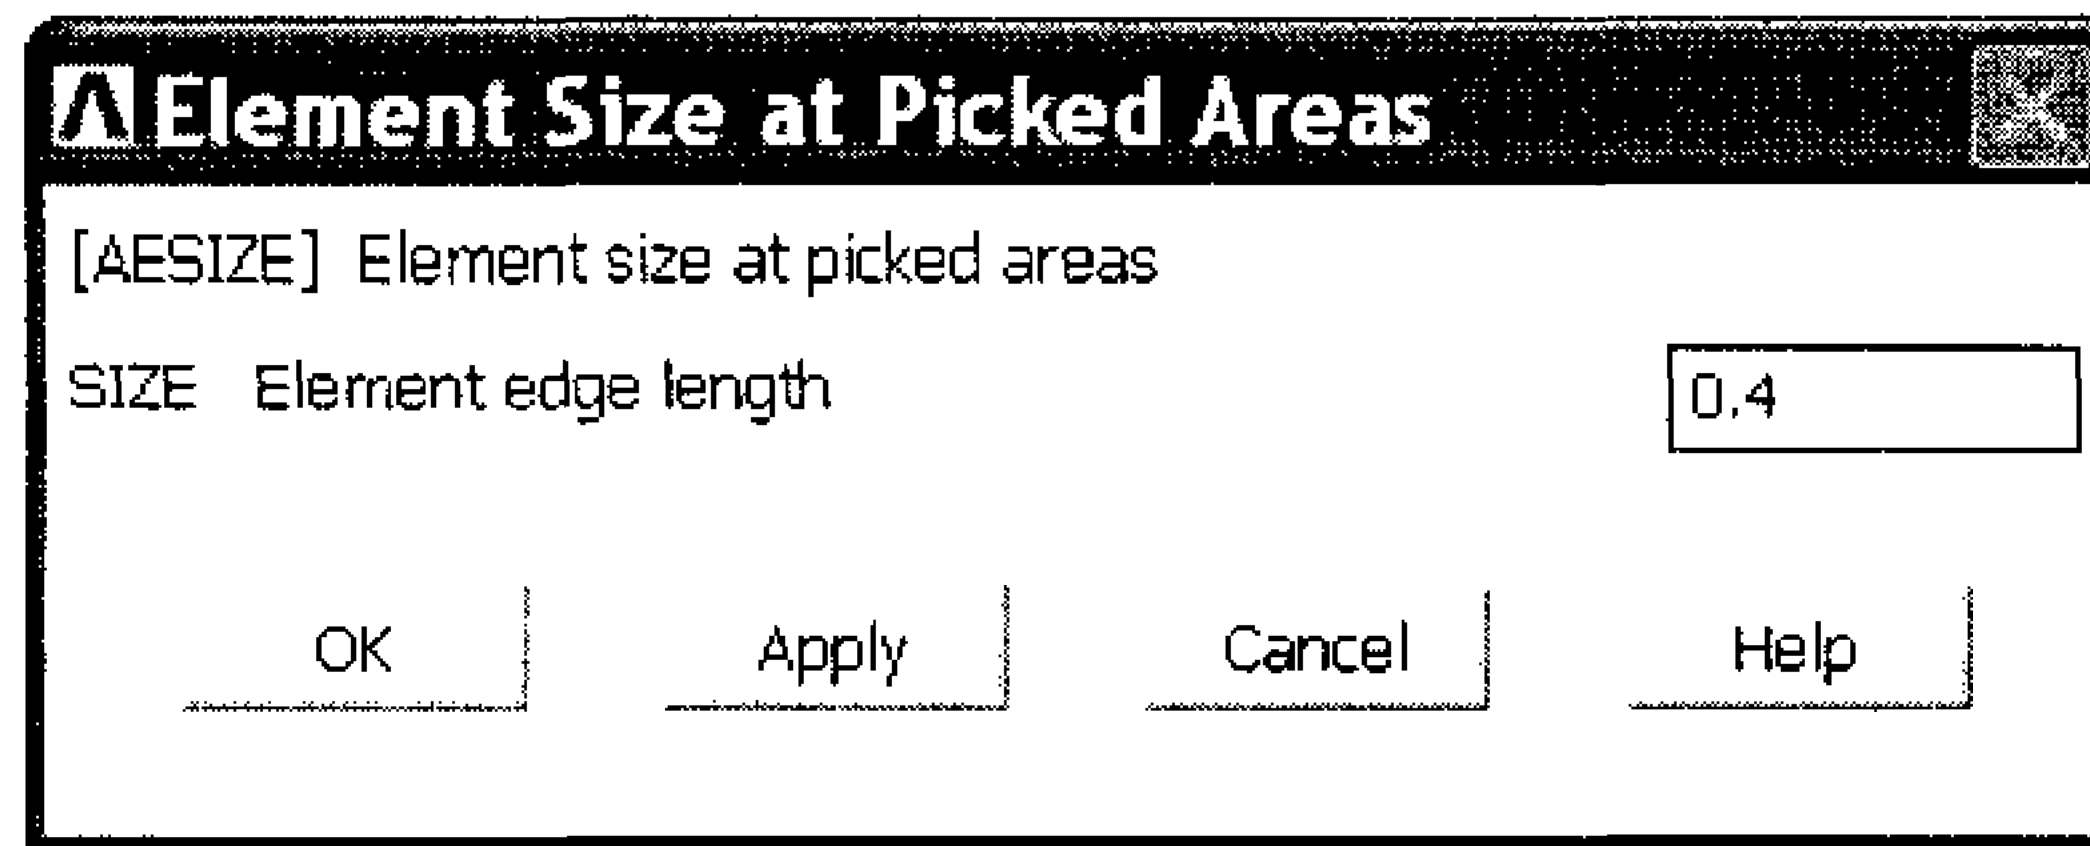 Element Size at Picked Areas
[AESIZE] Element size at picked areas
SIZE Element edge length 0.4
OK Apply Cancel Help